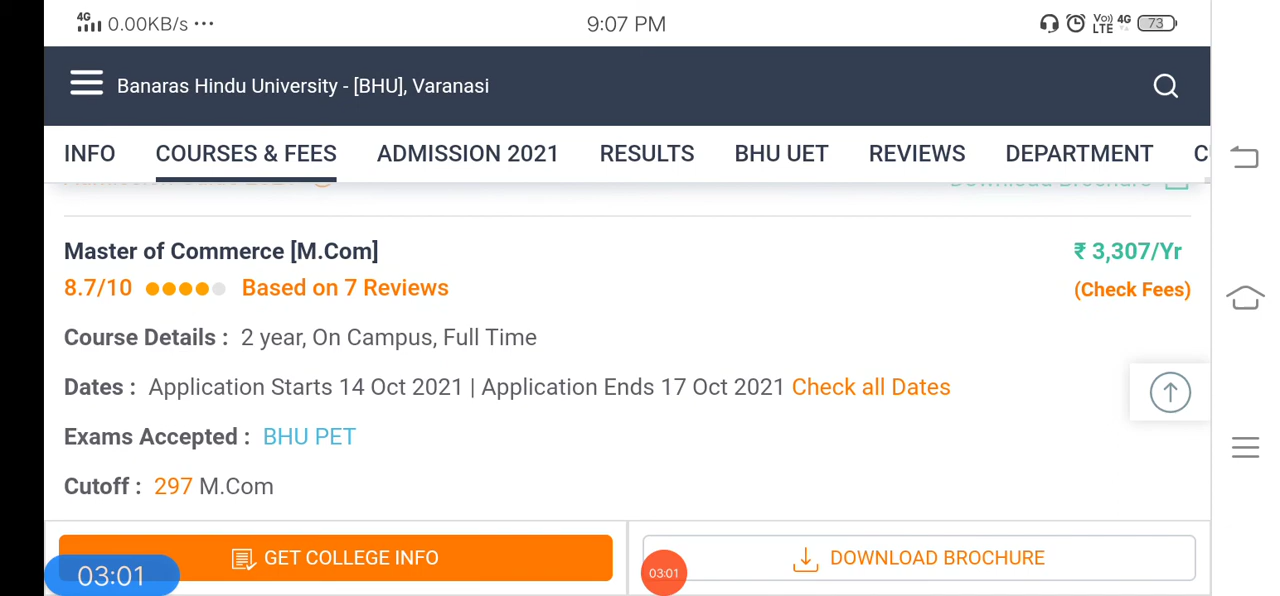 4G 0.00KB/s ... 9:07 PM Vo) LTE 4G 73
Banaras Hindu University - [BHU], Varanasi
INFO COURSES & FEES ADMISSION 2021 RESULTS BHU UET REVIEWS DEPARTMENT C
Download Brochure
Master of Commerce [M.Com] ₹ 3,307/Yr
8.7/10 Based on 7 Reviews (Check Fees)
Course Details : 2 year, On Campus, Full Time
Dates : Application Starts 14 Oct 2021 | Application Ends 17 Oct 2021 Check all Dates
Exams Accepted : BHU PET
Cutoff : 297 M.Com
GET COLLEGE INFO DOWNLOAD BROCHURE
03:01 03:01